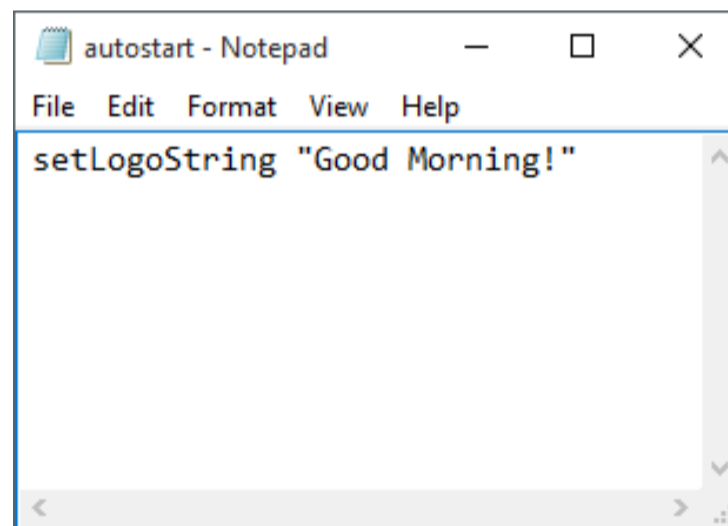 autostart - Notepad
File Edit Format View Help
setLogoString "Good Morning!"